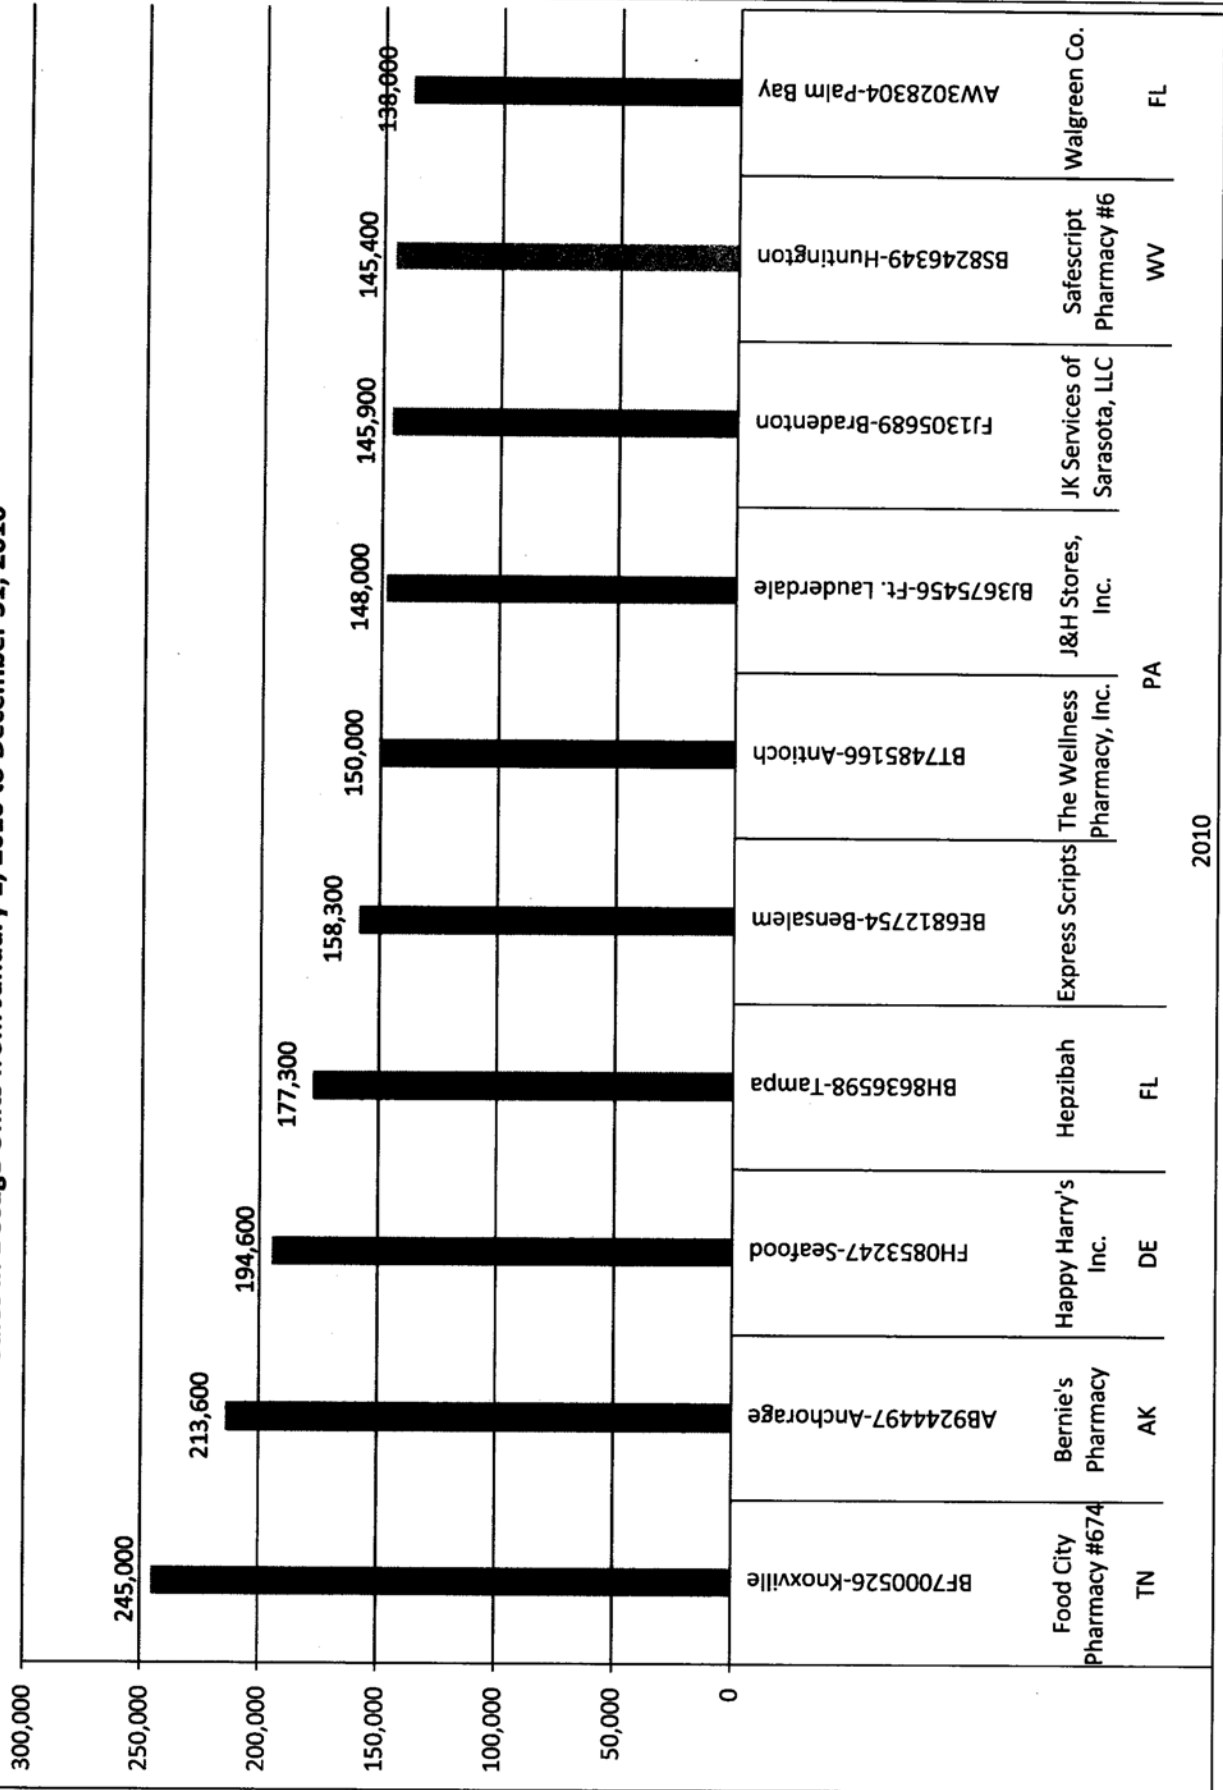 300,000
250,000
200,000
150,000
100,000
50,000
0
245,000
213,600
194,600
177,300
158,300
150,000
148,000
145,900
145,400
138,000
BF7000526-Knoxville
AB9244497-Anchorage
FH0853247-Seafood
BH8636598-Tampa
BE6812754-Bensalem
BT7485166-Antioch
BJ3675456-Ft. Lauderdale
FJ1305689-Bradenton
BS8246349-Huntington
AW3028304-Palm Bay
Food City
Pharmacy #674
Bernie's
Pharmacy
Happy Harry's
Inc.
Hepzibah
Express Scripts
The Wellness
Pharmacy, Inc.
J&H Stores,
Inc.
JK Services of
Sarasota, LLC
Safescript
Pharmacy #6
Walgreen Co.
TN
AK
DE
FL
PA
WV
FL
2010